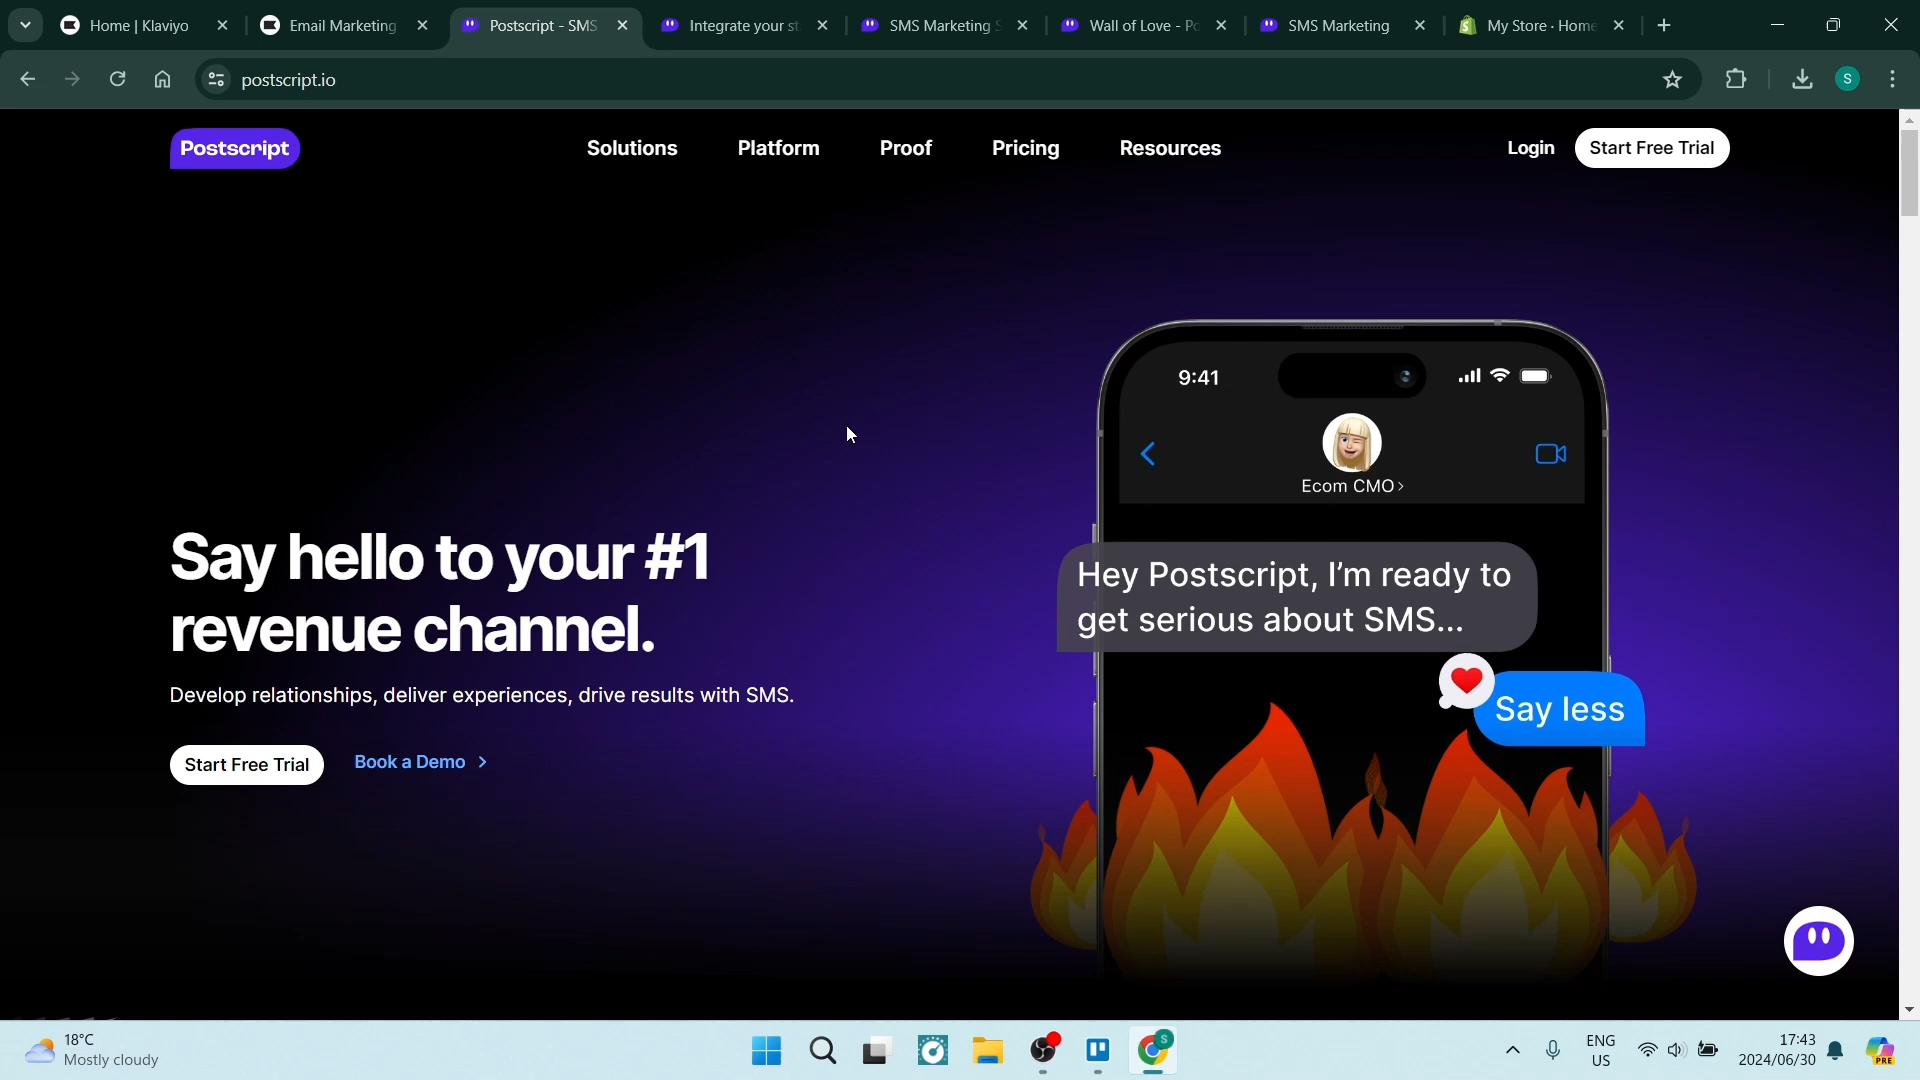 Home | Klaviyo
Email Marketing
Postscript - SMS
Integrate your st
SMS Marketing S
Wall of Love - Po
SMS Marketing
My Store · Home
postscript.io
Postscript
Solutions
Platform
Proof
Pricing
Resources
Login
Start Free Trial
9:41
Ecom CMO
Hey Postscript, I'm ready to
get serious about SMS...
Say less
Say hello to your #1
revenue channel.
Develop relationships, deliver experiences, drive results with SMS.
Start Free Trial
Book a Demo
18°C
Mostly cloudy
ENG
US
17:43
2024/06/30
S
S
PRE